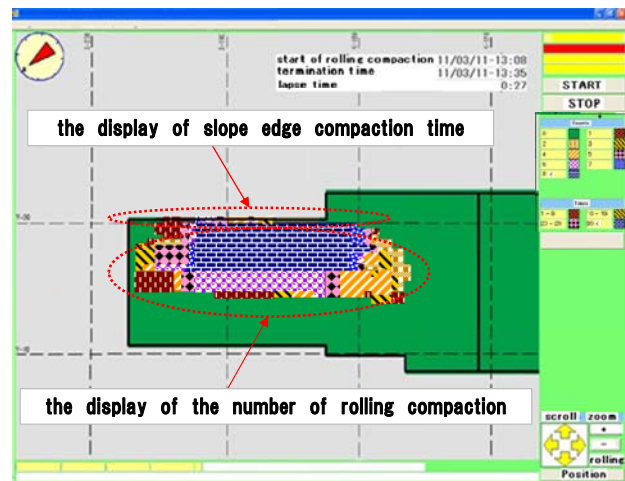 start of rolling compaction 11/03/11-13:08
termination time 11/03/11-13:35
lapse time 0:27
START
STOP
the display of slope edge compaction time
the display of the number of rolling compaction
scroll zoom
+
-
rolling
Position